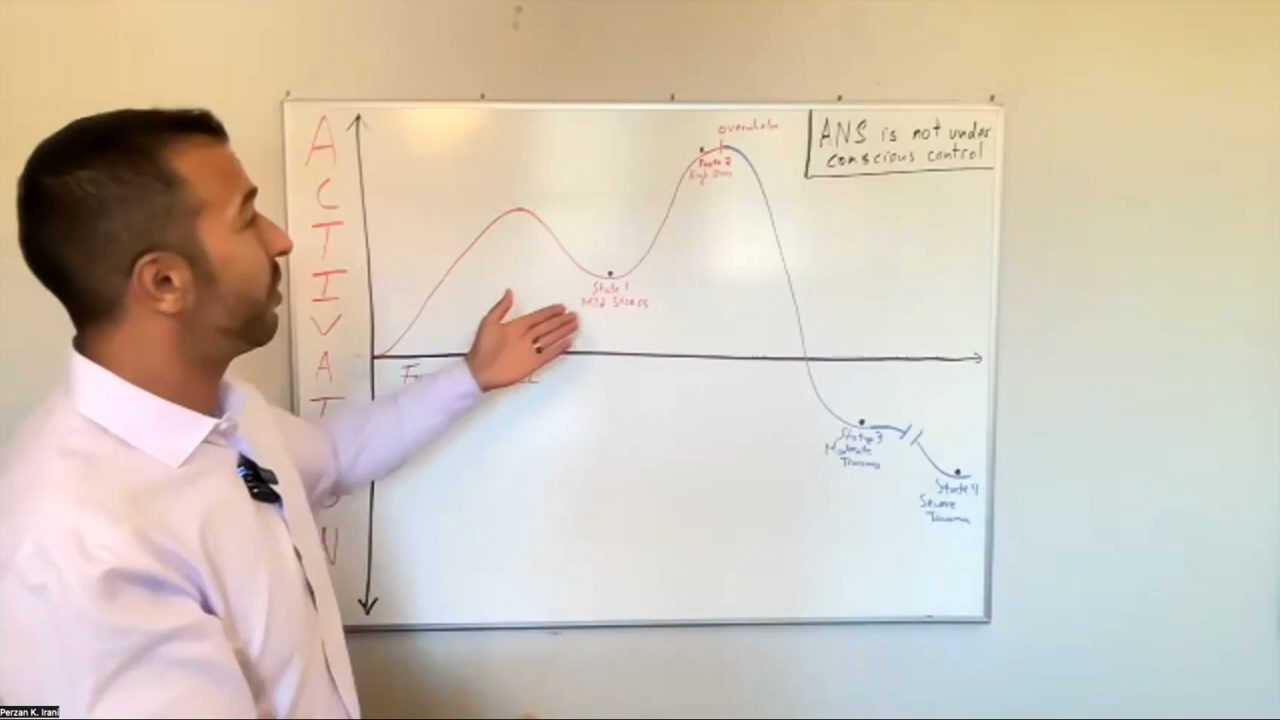 ACTIVATION
overwhelm
ANS is not under
conscious control
State 2
High Stress
State 1
Mild Stress
State 3
Moderate
Trauma
State 4
Severe
Trauma
Perzan K. Irani